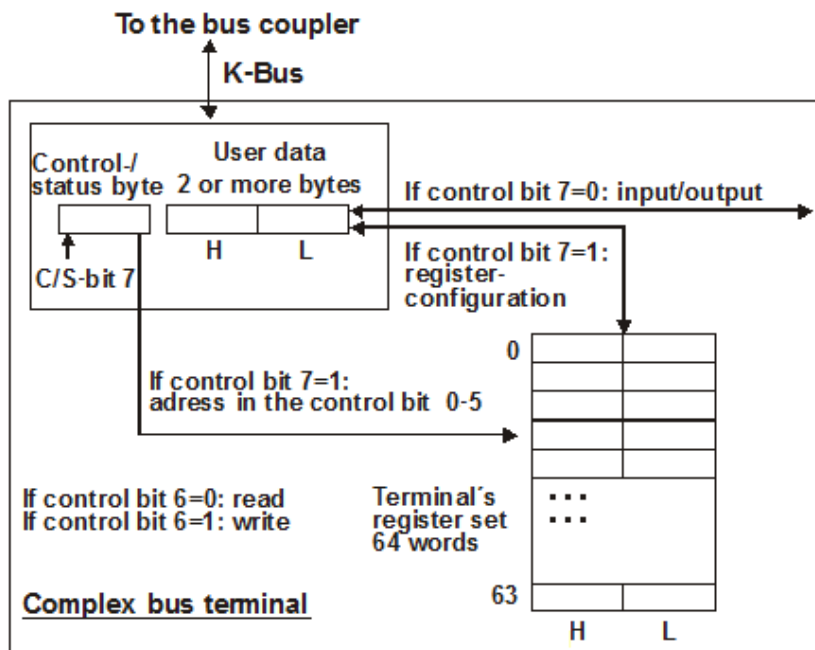 To the bus coupler
K-Bus
User data
2 or more bytes
Control-/
status byte
H L
C/S-bit 7
If control bit 7=0: input/output
If control bit 7=1:
register-
configuration
If control bit 7=1:
adress in the control bit 0-5
0
If control bit 6=0: read
If control bit 6=1: write
Terminal´s
register set
64 words
...
...
63
Complex bus terminal
H L